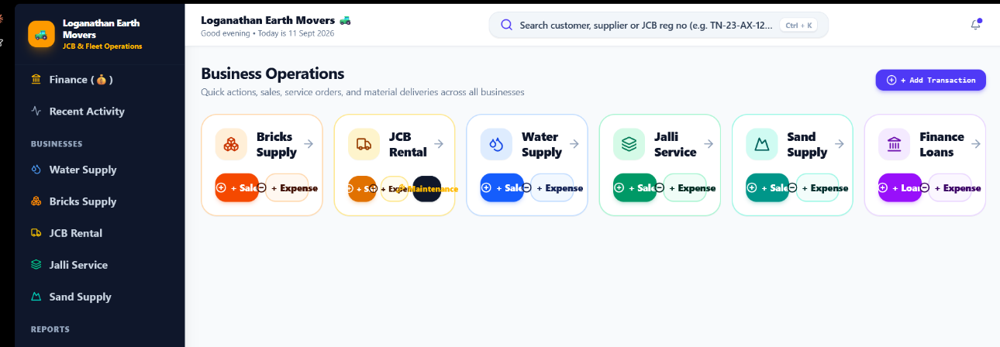 Loganathan Earth
Movers
JCB & Fleet Operations
Finance (💰)
Recent Activity
BUSINESSES
Water Supply
Bricks Supply
JCB Rental
Jalli Service
Sand Supply
REPORTS
Loganathan Earth Movers 🚜
Good evening • Today is 11 Sept 2026
Search customer, supplier or JCB reg no (e.g. TN-23-AX-12...
Ctrl + K
Business Operations
Quick actions, sales, service orders, and material deliveries across all businesses
+ Add Transaction
Bricks
Supply
+ Sale
+ Expense
JCB
Rental
+ Expense
Maintenance
Water
Supply
+ Sale
+ Expense
Jalli
Service
+ Sale
+ Expense
Sand
Supply
+ Sale
+ Expense
Finance
Loans
+ Loan
+ Expense